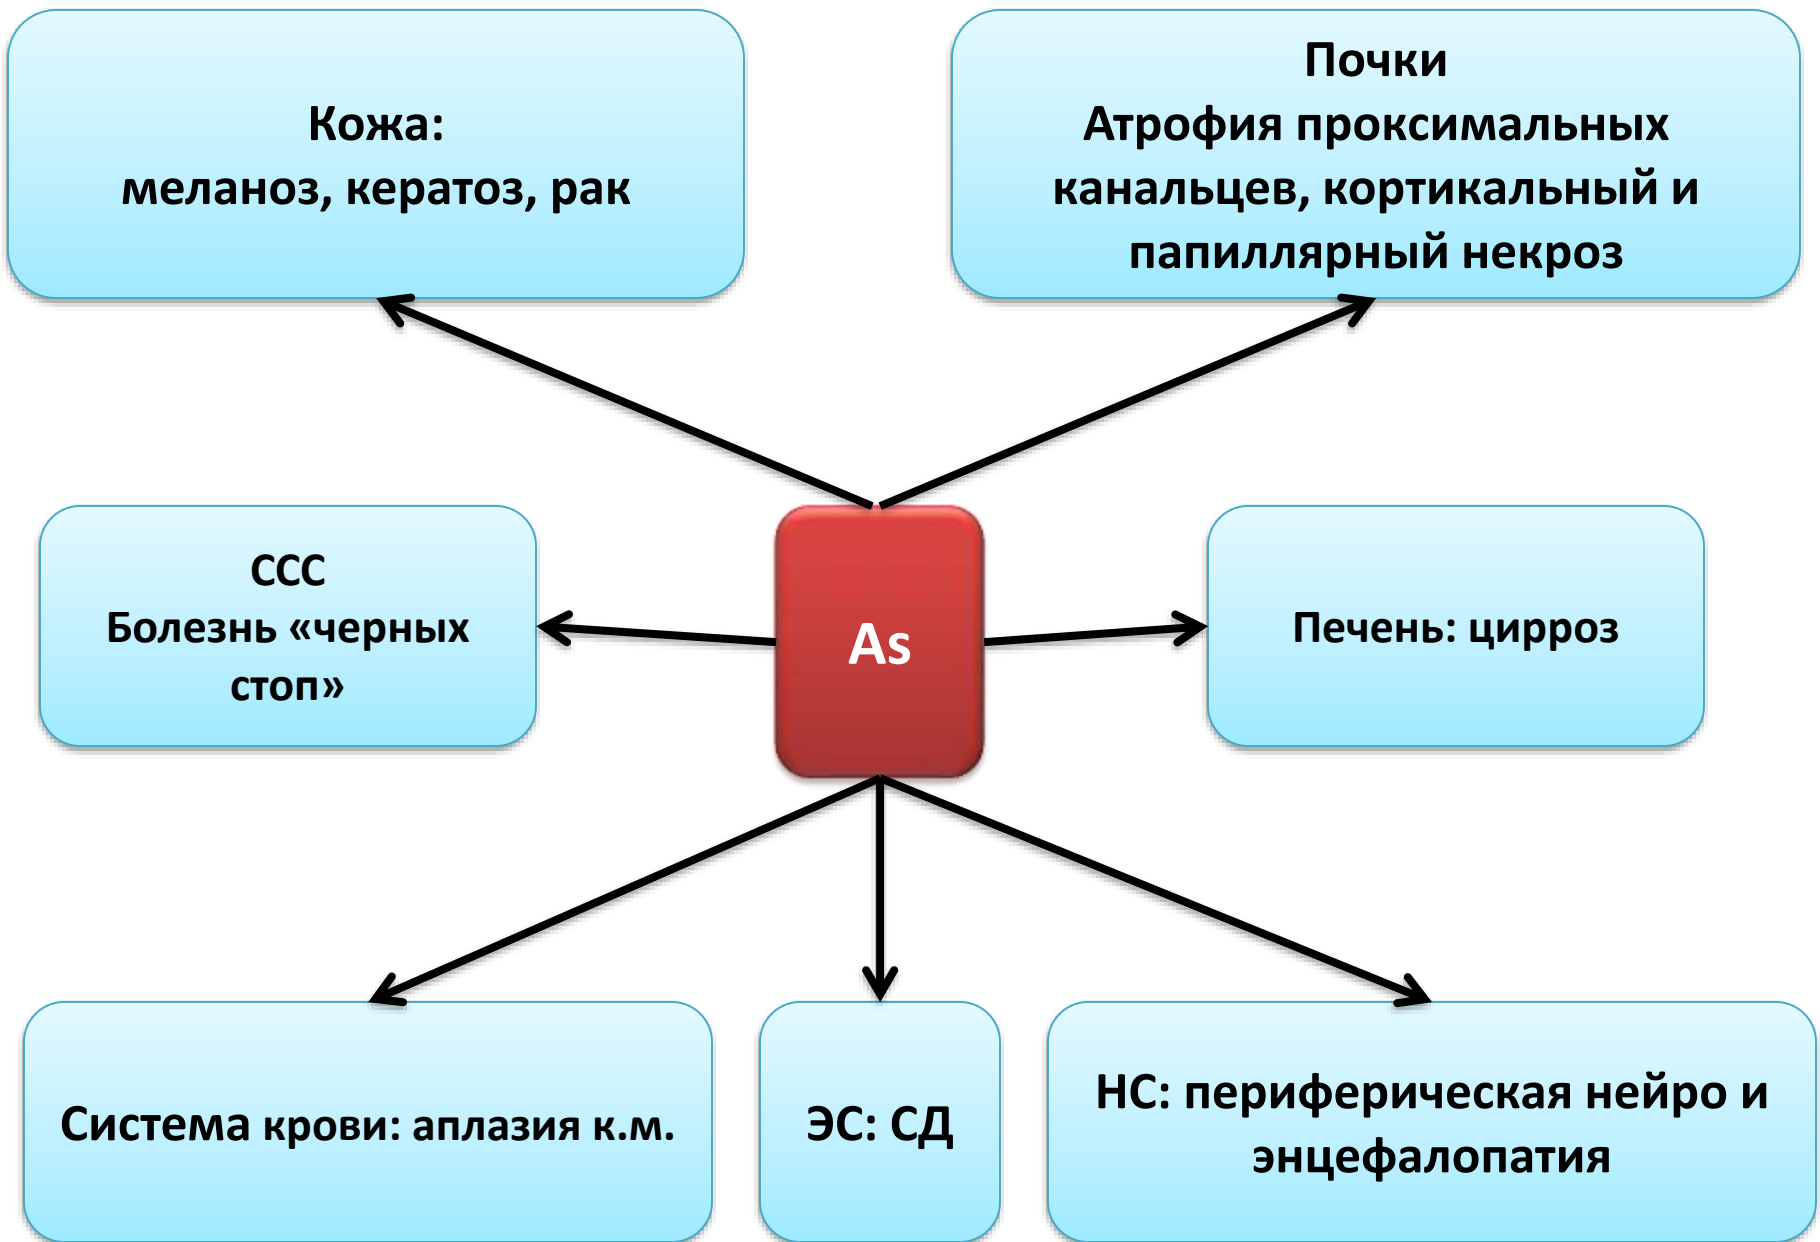 Кожа:
меланоз, кератоз, рак
Почки
Атрофия проксимальных
канальцев, кортикальный и
папиллярный некроз
ССС
Болезнь «черных
стоп»
As
Печень: цирроз
Система крови: аплазия к.м.
ЭС: СД
НС: периферическая нейро и
энцефалопатия